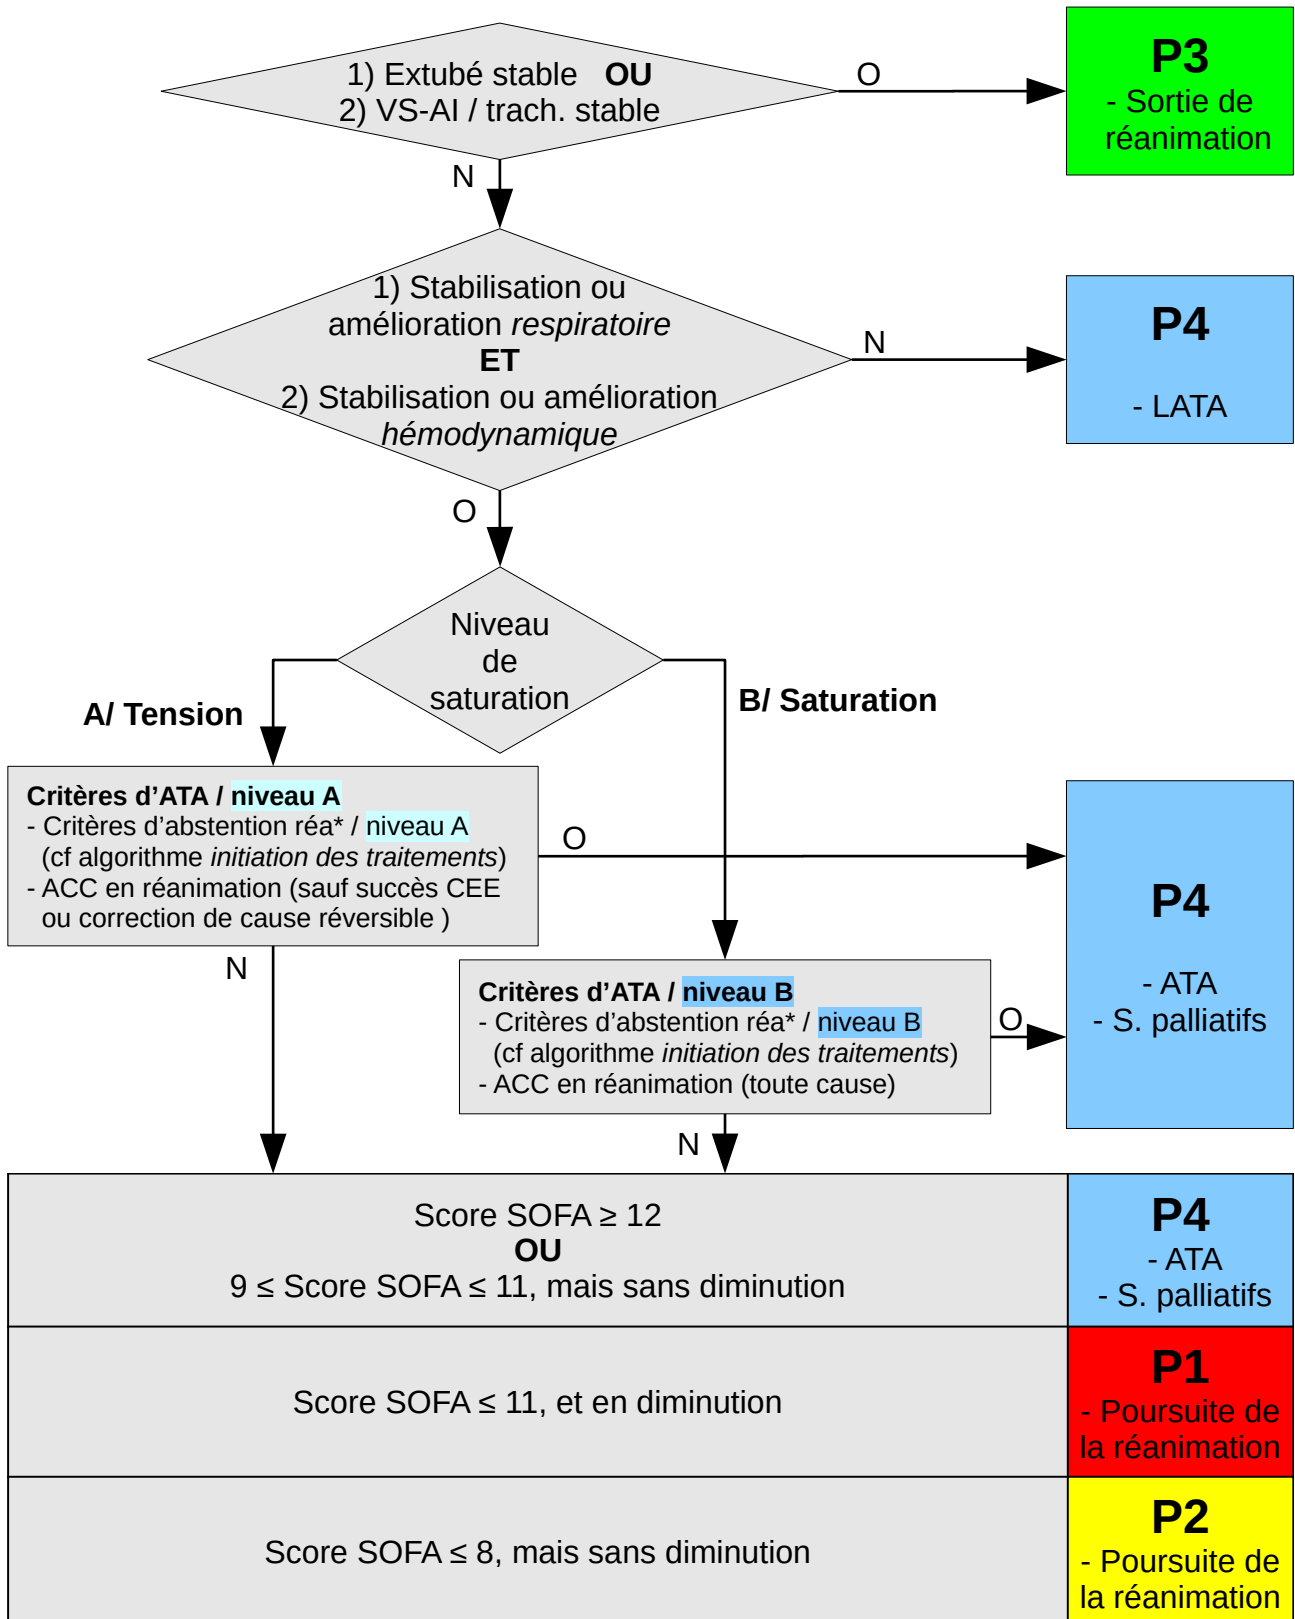 1) Extubé stable OU
2) VS-AI / trach. stable
O
P3
- Sortie de
réanimation
N
1) Stabilisation ou
amélioration respiratoire
ET
2) Stabilisation ou amélioration
hémodynamique
N
P4
- LATA
O
Niveau
de
saturation
A/ Tension
B/ Saturation
Critères d’ATA / niveau A
- Critères d’abstention réa* / niveau A
(cf algorithme initiation des traitements)
- ACC en réanimation (sauf succès CEE
ou correction de cause réversible )
O
N
Critères d’ATA / niveau B
- Critères d’abstention réa* / niveau B
(cf algorithme initiation des traitements)
- ACC en réanimation (toute cause)
O
N
P4
- ATA
- S. palliatifs
Score SOFA ≥ 12
OU
9 ≤ Score SOFA ≤ 11, mais sans diminution
P4
- ATA
- S. palliatifs
Score SOFA ≤ 11, et en diminution
P1
- Poursuite de
la réanimation
Score SOFA ≤ 8, mais sans diminution
P2
- Poursuite de
la réanimation